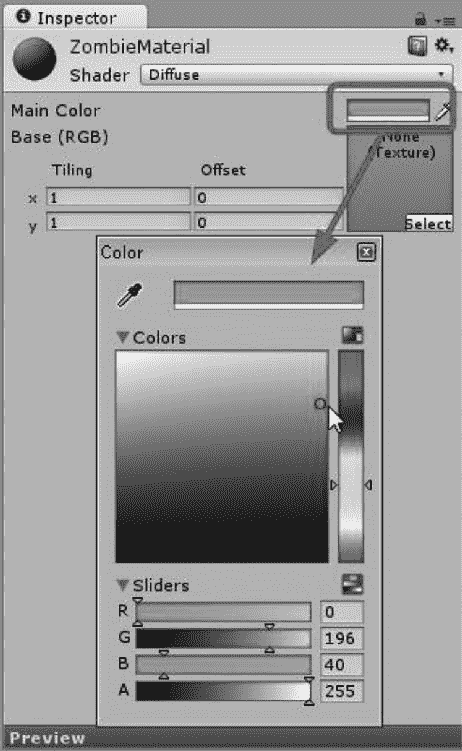 Inspector
ZombieMaterial
Shader Diffuse
Main Color
Base (RGB)
None
(Texture)
Tiling Offset
x 1 0
y 1 0
Select
Color
Colors
Sliders
R 0
G 196
B 40
A 255
Preview